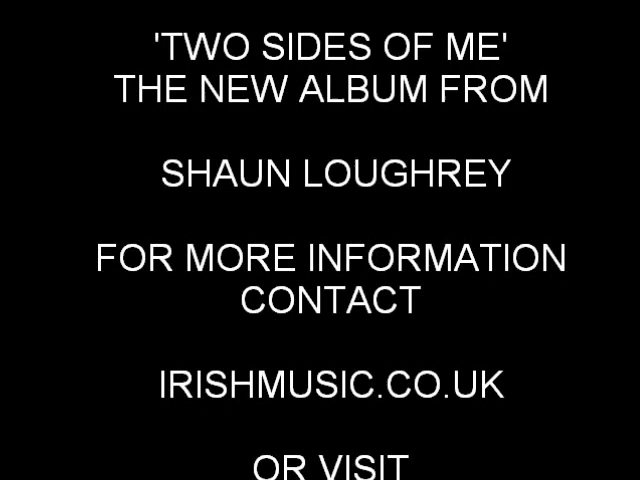 'TWO SIDES OF ME'
THE NEW ALBUM FROM
SHAUN LOUGHREY
FOR MORE INFORMATION
CONTACT
IRISHMUSIC.CO.UK
OR VISIT